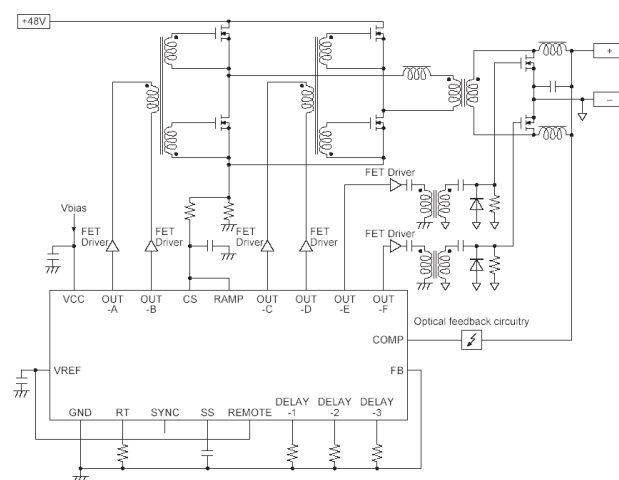 +48V
+
−
FET Driver
Vbias
FET
Driver
FET
Driver
FET
Driver
FET
Driver
FET Driver
VCC
OUT
-A
OUT
-B
CS
RAMP
OUT
-C
OUT
-D
OUT
-E
OUT
-F
Optical feedback circuitry
COMP
VREF
FB
GND
RT
SYNC
SS
REMOTE
DELAY
-1
DELAY
-2
DELAY
-3